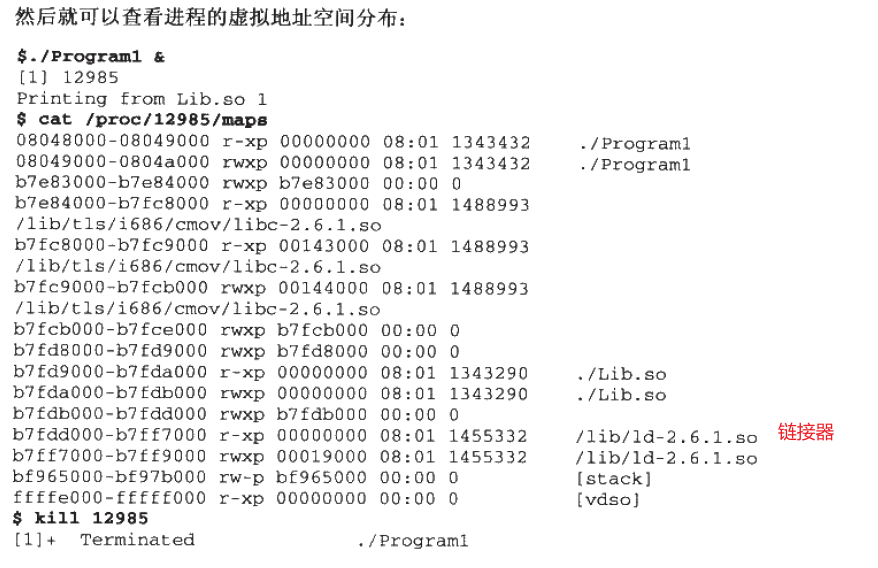 然后就可以查看进程的虚拟地址空间分布：
$./Program1 &
[1] 12985
Printing from Lib.so 1
$ cat /proc/12985/maps
08048000-08049000 r-xp 00000000 08:01 1343432 ./Program1
08049000-0804a000 rwxp 00000000 08:01 1343432 ./Program1
b7e83000-b7e84000 rwxp b7e83000 00:00 0
b7e84000-b7fc8000 r-xp 00000000 08:01 1488993
/lib/tls/i686/cmov/libc-2.6.1.so
b7fc8000-b7fc9000 r-xp 00143000 08:01 1488993
/lib/tls/i686/cmov/libc-2.6.1.so
b7fc9000-b7fcb000 rwxp 00144000 08:01 1488993
/lib/tls/i686/cmov/libc-2.6.1.so
b7fcb000-b7fce000 rwxp b7fcb000 00:00 0
b7fd8000-b7fd9000 rwxp b7fd8000 00:00 0
b7fd9000-b7fda000 r-xp 00000000 08:01 1343290 ./Lib.so
b7fda000-b7fdb000 rwxp 00000000 08:01 1343290 ./Lib.so
b7fdb000-b7fdd000 rwxp b7fdb000 00:00 0
b7fdd000-b7ff7000 r-xp 00000000 08:01 1455332 /lib/ld-2.6.1.so 链接器
b7ff7000-b7ff9000 rwxp 00019000 08:01 1455332 /lib/ld-2.6.1.so
bf965000-bf97b000 rw-p bf965000 00:00 0 [stack]
ffffe000-fffff000 r-xp 00000000 00:00 0 [vdso]
$ kill 12985
[1]+ Terminated ./Program1